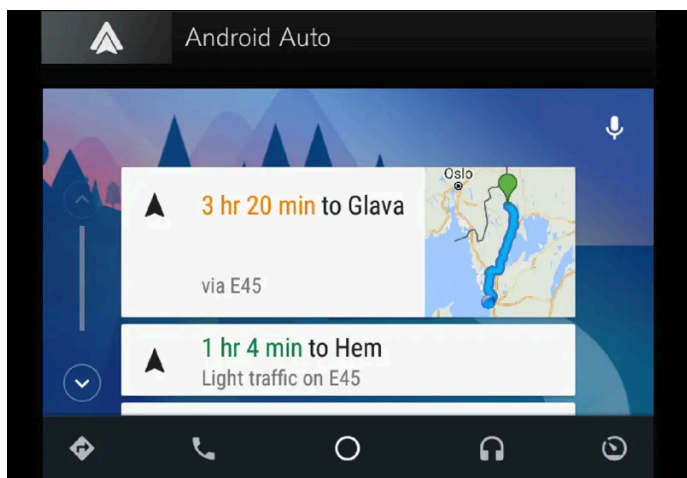 Android Auto
3 hr 20 min to Glava
via E45
Oslo
1 hr 4 min to Hem
Light traffic on E45